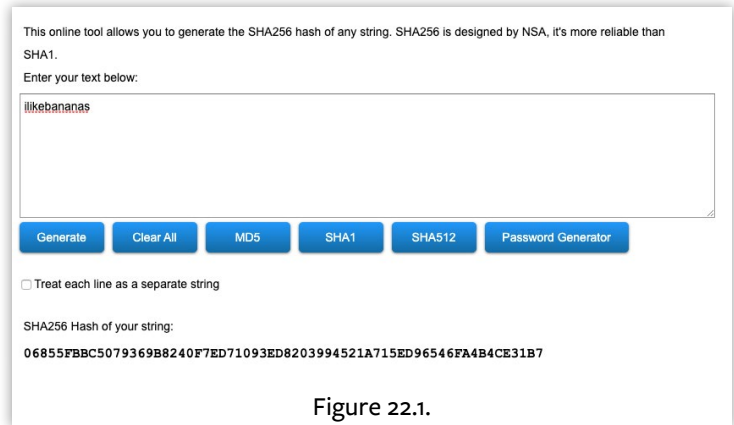 This online tool allows you to generate the SHA256 hash of any string. SHA256 is designed by NSA, it's more reliable than
SHA1.
Enter your text below:
ilikebananas
Generate Clear All MD5 SHA1 SHA512 Password Generator
Treat each line as a separate string
SHA256 Hash of your string:
06855FBBC5079369B8240F7ED71093ED8203994521A715ED96546FA4B4CE31B7
Figure 22.1.